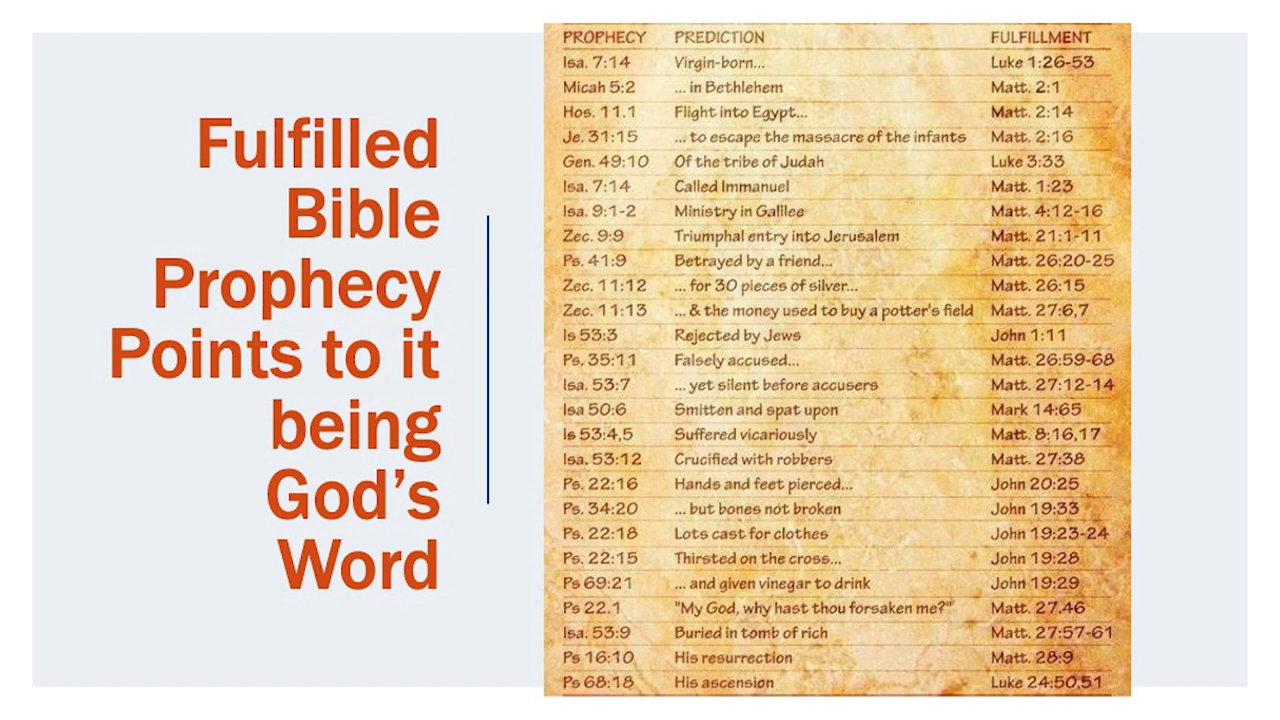 Fulfilled
Bible
Prophecy
Points to it
being
God's
Word
PROPHECY PREDICTION FULFILLMENT
Isa. 7:14 Virgin-born... Luke 1:26-53
Micah 5:2 ... in Bethlehem Matt. 2:1
Hos. 11.1 Flight into Egypt... Matt. 2:14
Je. 31:15 ... to escape the massacre of the infants Matt. 2:16
Gen. 49:10 Of the tribe of Judah Luke 3:33
Isa. 7:14 Called Immanuel Matt. 1:23
Isa. 9:1-2 Ministry in Galilee Matt. 4:12-16
Zec. 9:9 Triumphal entry into Jerusalem Matt. 21:1-11
Ps. 41:9 Betrayed by a friend... Matt. 26:20-25
Zec. 11:12 ... for 30 pieces of silver... Matt. 26:15
Zec. 11:13 ... & the money used to buy a potter's field Matt. 27:6,7
Is 53:3 Rejected by Jews John 1:11
Ps. 35:11 Falsely accused... Matt. 26:59-68
Isa. 53:7 ... yet silent before accusers Matt. 27:12-14
Isa 50:6 Smitten and spat upon Mark 14:65
Is 53:4,5 Suffered vicariously Matt. 8:16,17
Isa. 53:12 Crucified with robbers Matt. 27:38
Ps. 22:16 Hands and feet pierced... John 20:25
Ps. 34:20 ... but bones not broken John 19:33
Ps. 22:18 Lots cast for clothes John 19:23-24
Ps. 22:15 Thirsted on the cross... John 19:28
Ps 69:21 ... and given vinegar to drink John 19:29
Ps 22.1 "My God, why hast thou forsaken me?" Matt. 27.46
Isa. 53:9 Buried in tomb of rich Matt. 27:57-61
Ps 16:10 His resurrection Matt. 28:9
Ps 68:18 His ascension Luke 24:50,51